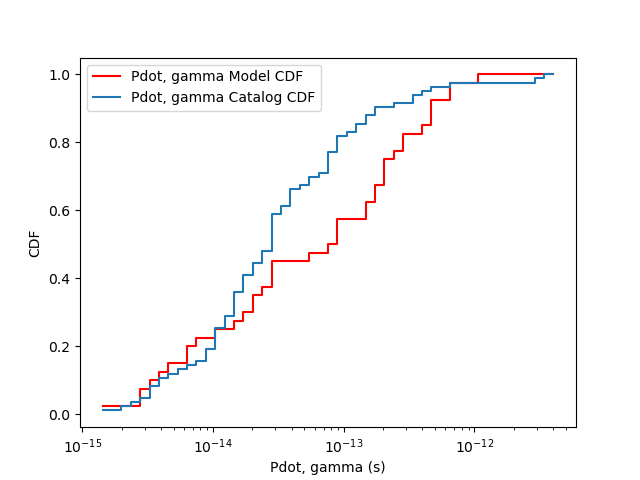 Pdot, gamma Model CDF
Pdot, gamma Catalog CDF
1.0
0.8
0.6
0.4
0.2
0.0
CDF
10⁻¹⁵ 10⁻¹⁴ 10⁻¹³ 10⁻¹²
Pdot, gamma (s)